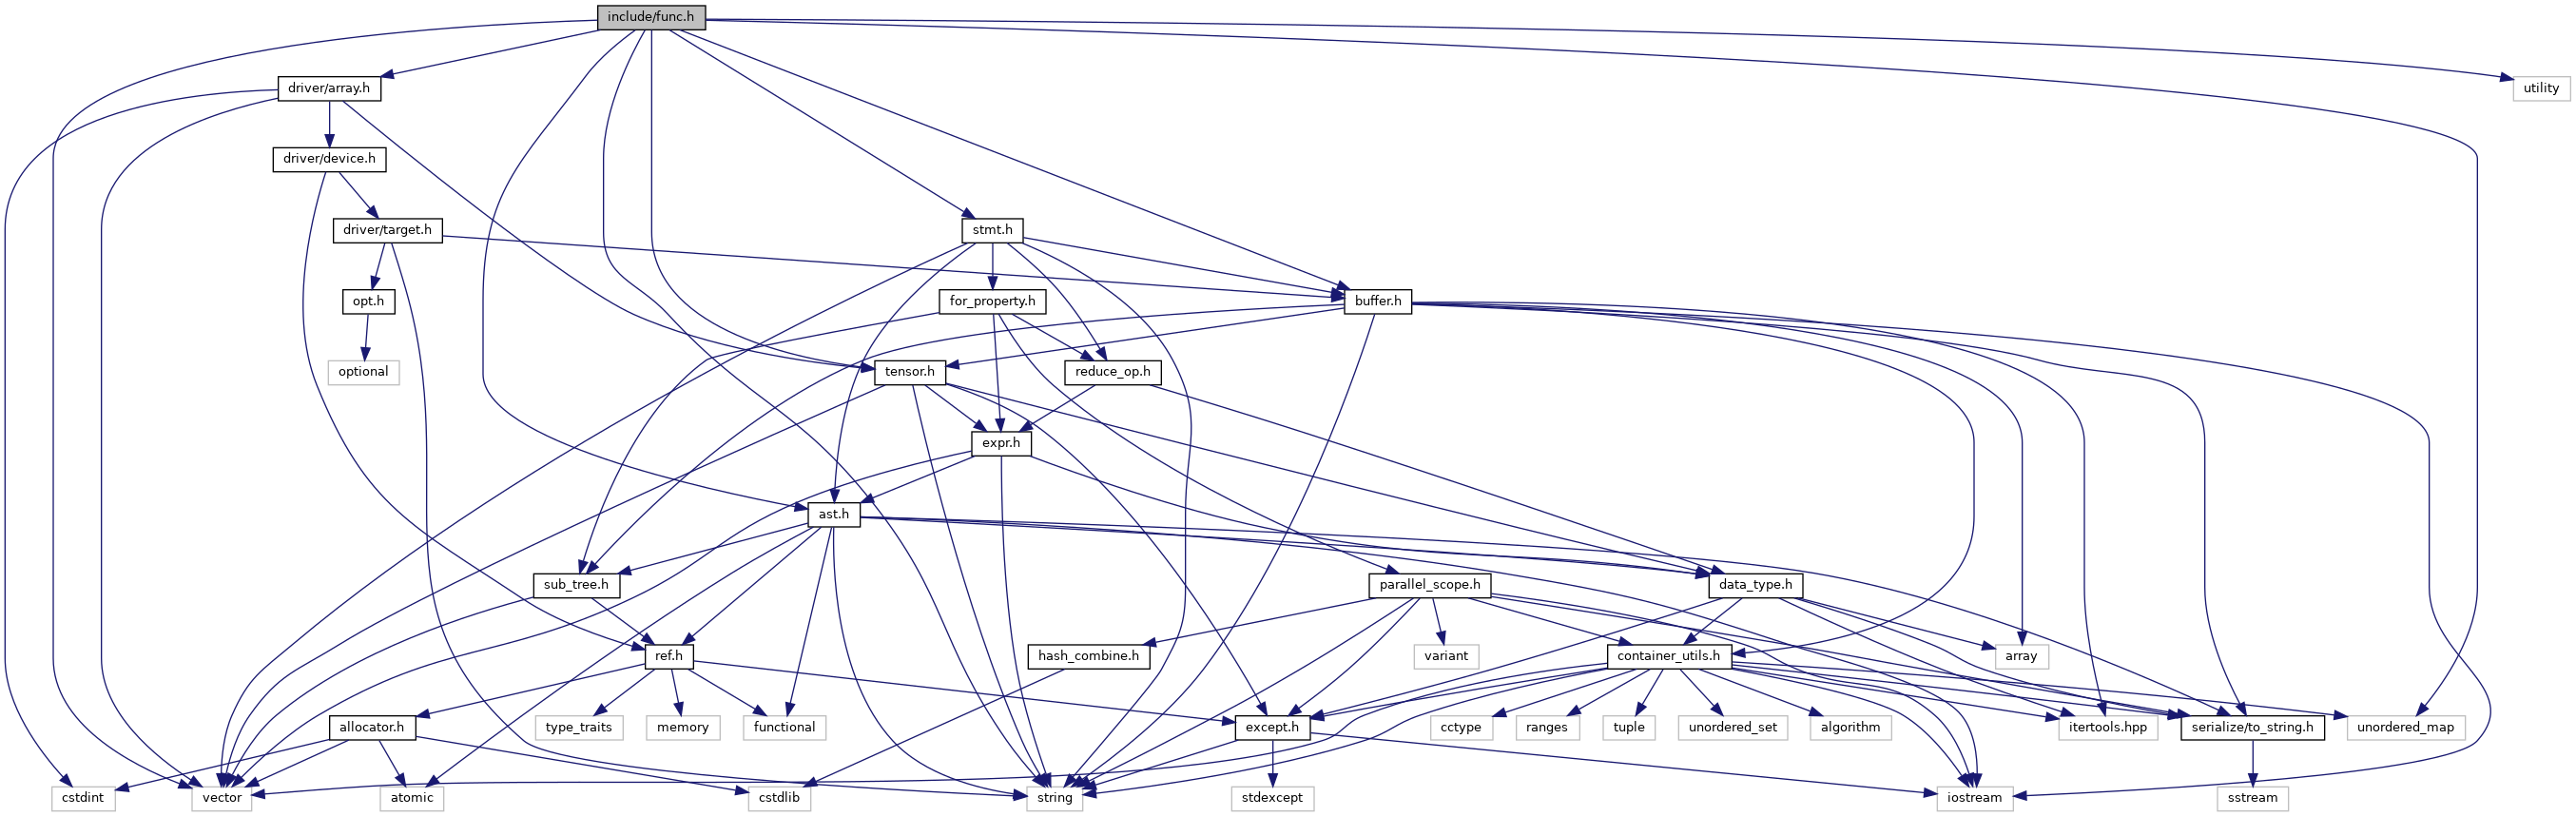 include/func.h
driver/array.h
utility
driver/device.h
driver/target.h
stmt.h
opt.h
for_property.h
buffer.h
optional
tensor.h
reduce_op.h
expr.h
ast.h
sub_tree.h
parallel_scope.h
data_type.h
ref.h
hash_combine.h
variant
container_utils.h
array
allocator.h
type_traits
memory
functional
except.h
cctype
ranges
tuple
unordered_set
algorithm
itertools.hpp
serialize/to_string.h
unordered_map
cstdint
vector
atomic
cstdlib
string
stdexcept
iostream
sstream